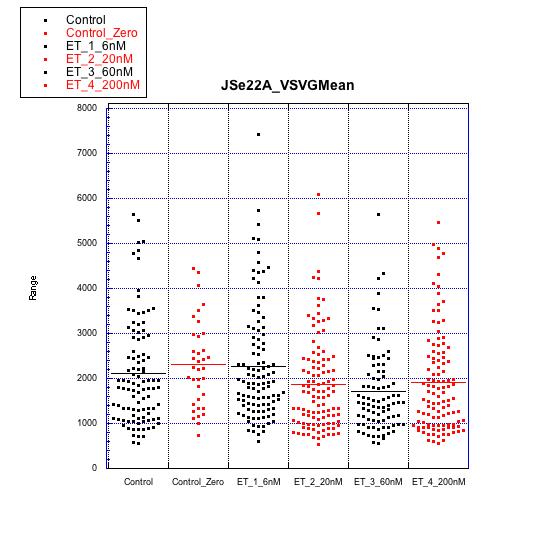 Control
Control_Zero
ET_1_6nM
ET_2_20nM
ET_3_60nM
ET_4_200nM
JSe22A_VSVGMean
8000
7000
6000
5000
4000
3000
2000
1000
0
Range
Control Control_Zero ET_1_6nM ET_2_20nM ET_3_60nM ET_4_200nM